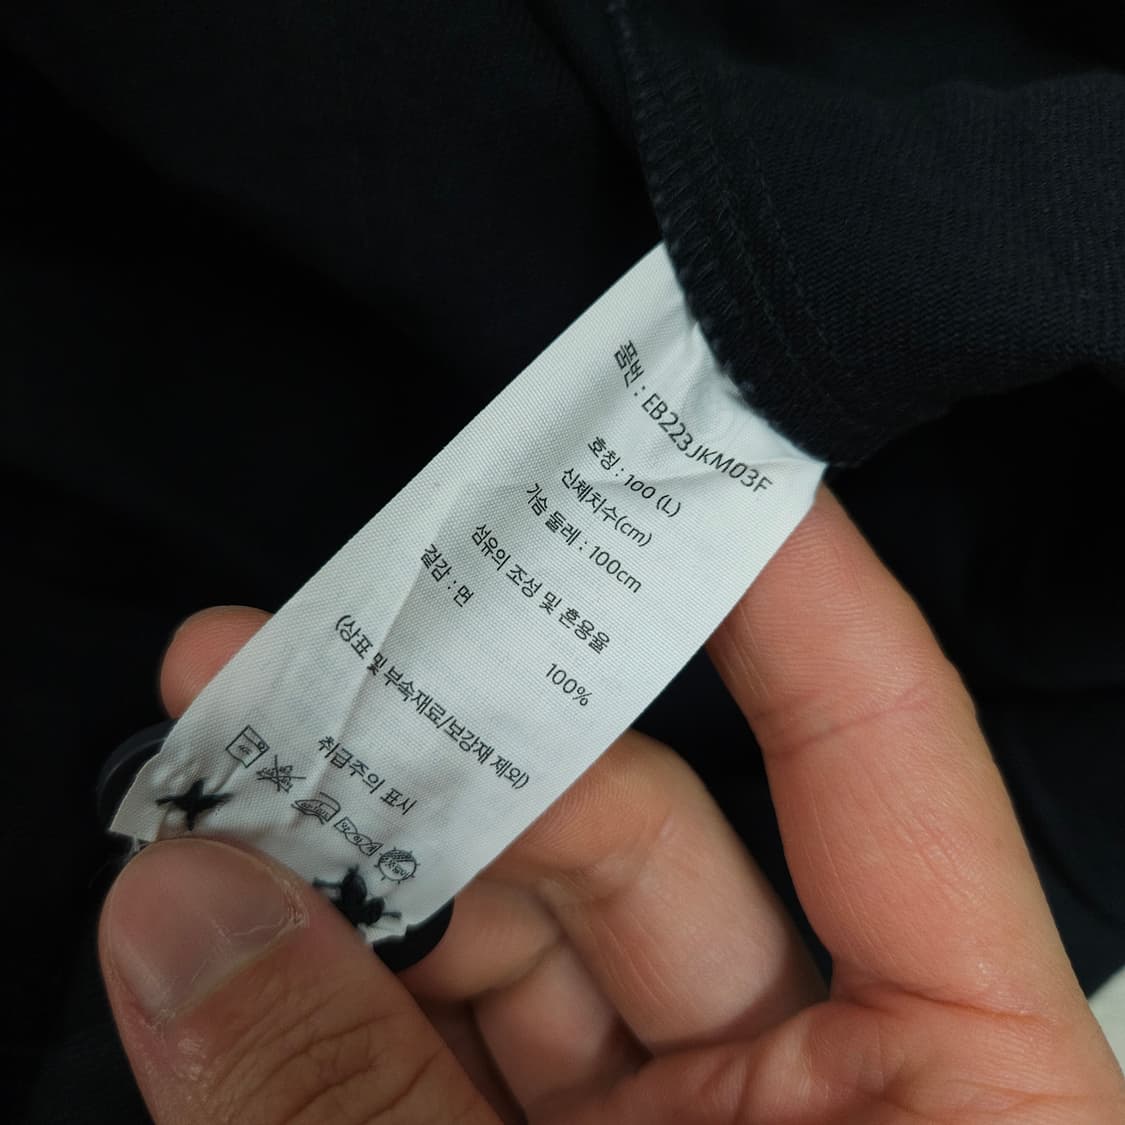 품번 : EB223JKM03F
호칭 : 100 (L)
신체치수(cm)
가슴 둘레 : 100cm
섬유의 조성 및 혼용율
겉감 : 면 100%
(상표 및 부속재료/보강재 제외)
취급주의 표시